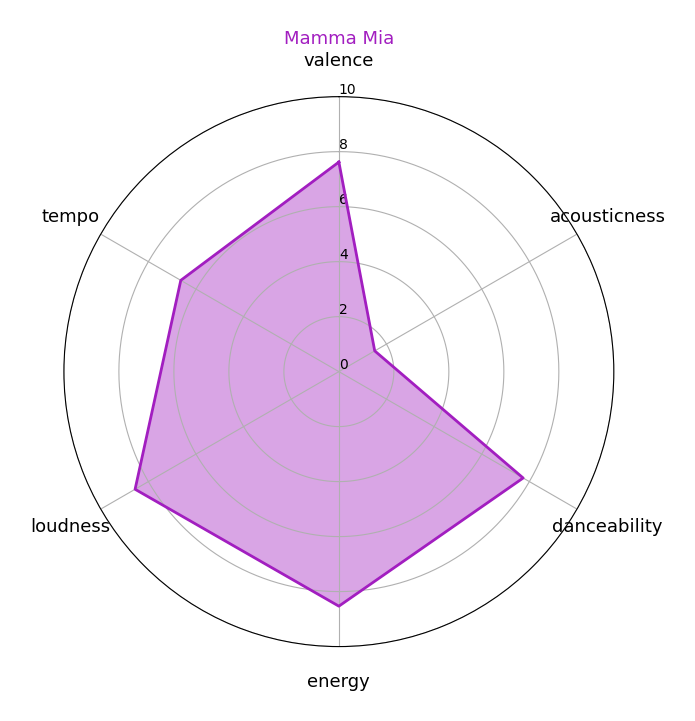 Mamma Mia
valence
10
8
tempo
6
acousticness
4
2
0
loudness
danceability
energy